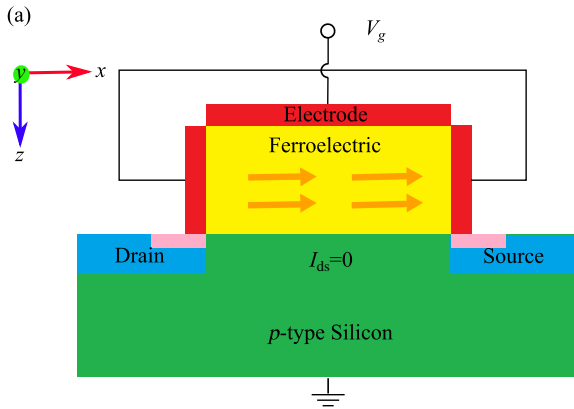 (a)
V_g
y
x
z
Electrode
Ferroelectric
Drain
I_ds=0
Source
p-type Silicon